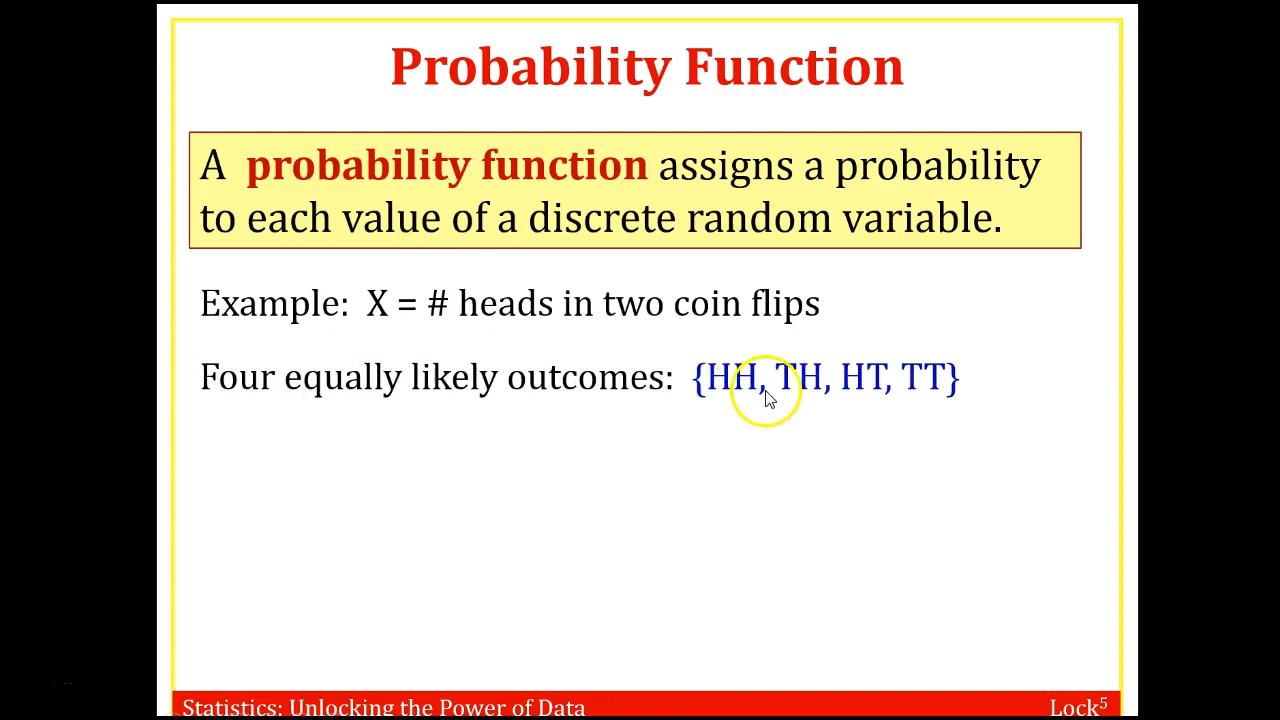 Probability Function
A probability function assigns a probability
to each value of a discrete random variable.
Example: X = # heads in two coin flips
Four equally likely outcomes: {HH, TH, HT, TT}
Statistics: Unlocking the Power of Data Lock⁵